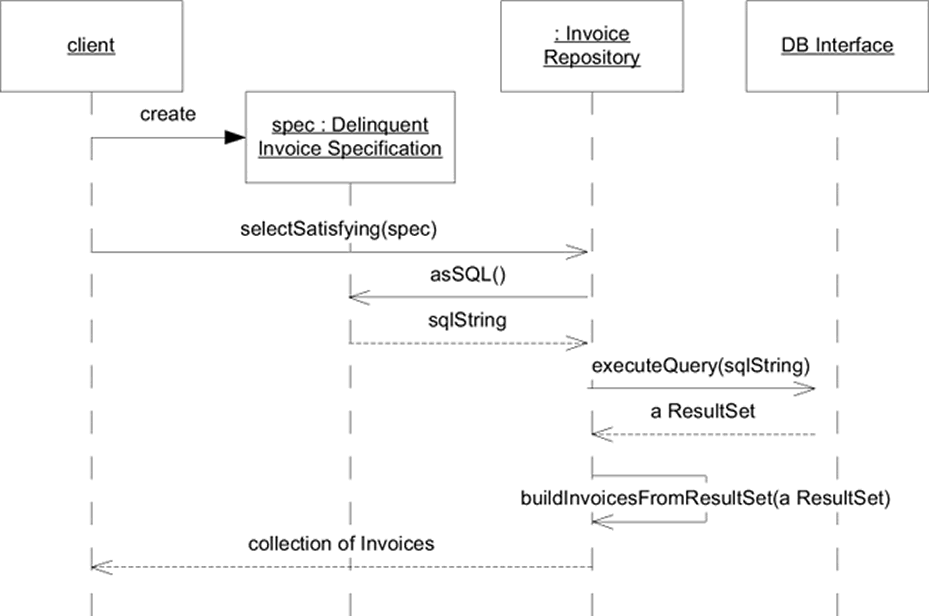 client
: Invoice
Repository
DB Interface
create
spec : Delinquent
Invoice Specification
selectSatisfying(spec)
asSQL()
sqlString
executeQuery(sqlString)
a ResultSet
buildInvoicesFromResultSet(a ResultSet)
collection of Invoices